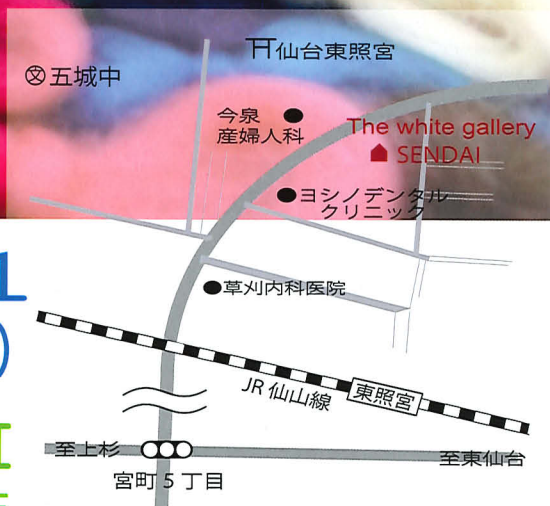 仙台東照宮
文 五城中
今泉
産婦人科
The white gallery
SENDAI
ヨシノデンタル
クリニック
草刈内科医院
JR 仙山線
東照宮
至上杉
至東仙台
宮町 5 丁目